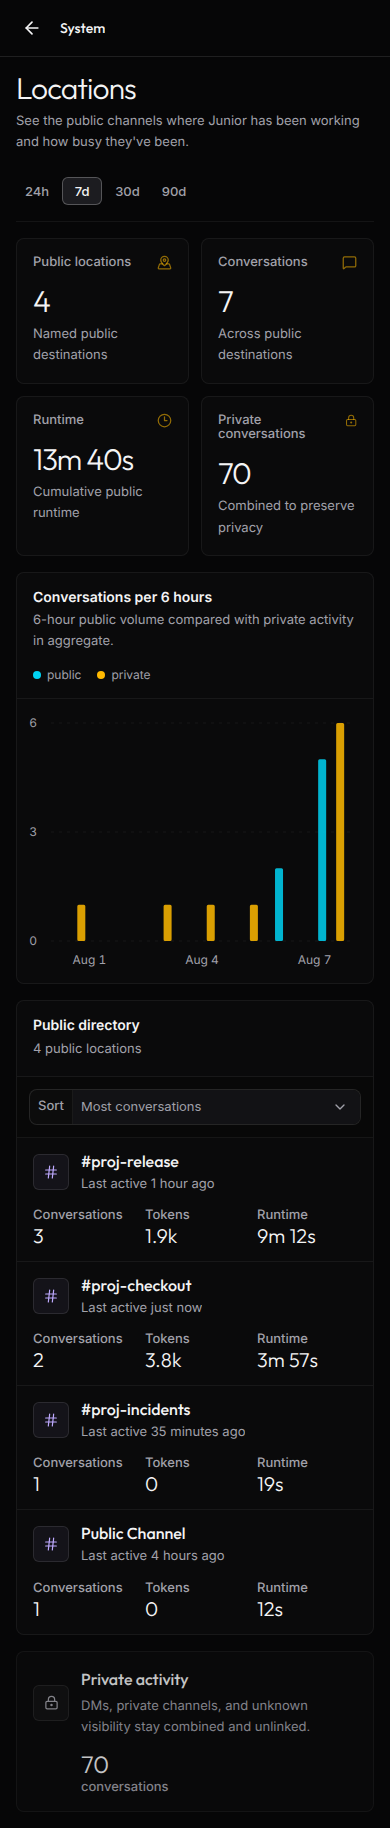 System
Locations
See the public channels where Junior has been working
and how busy they've been.
24h 7d 30d 90d
Public locations
4
Named public
destinations
Conversations
7
Across public
destinations
Runtime
13m 40s
Cumulative public
runtime
Private
conversations
70
Combined to preserve
privacy
Conversations per 6 hours
6-hour public volume compared with private activity
in aggregate.
public private
6
3
0
Aug 1 Aug 4 Aug 7
Public directory
4 public locations
Sort Most conversations
#proj-release
Last active 1 hour ago
Conversations Tokens Runtime
3 1.9k 9m 12s
#proj-checkout
Last active just now
Conversations Tokens Runtime
2 3.8k 3m 57s
#proj-incidents
Last active 35 minutes ago
Conversations Tokens Runtime
1 0 19s
Public Channel
Last active 4 hours ago
Conversations Tokens Runtime
1 0 12s
Private activity
DMs, private channels, and unknown
visibility stay combined and unlinked.
70
conversations